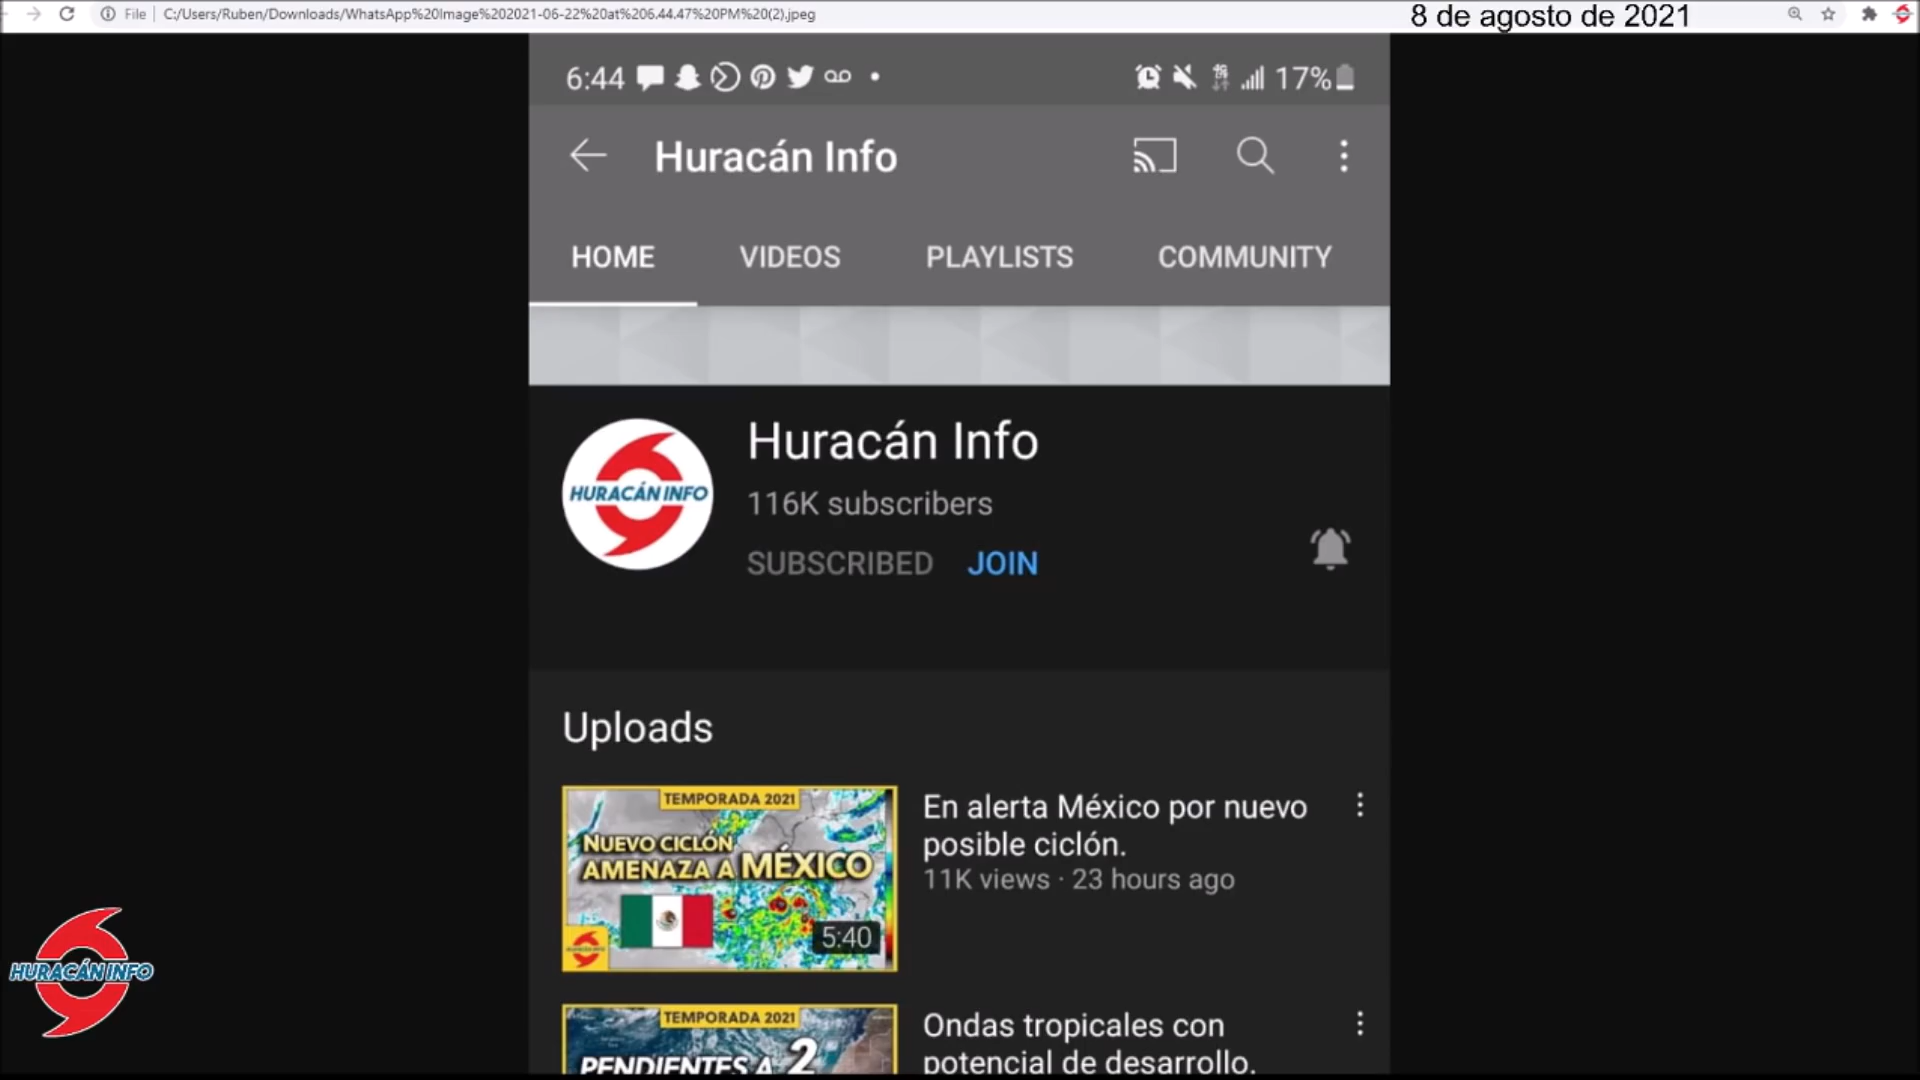 File
C:/Users/Ruben/Downloads/WhatsApp%20Image%202021-06-22%20at%206.44.47%20PM%20(2).jpeg
8 de agosto de 2021
6:44
17%
Huracán Info
HOME
VIDEOS
PLAYLISTS
COMMUNITY
HURACÁN INFO
Huracán Info
116K subscribers
SUBSCRIBED
JOIN
Uploads
TEMPORADA 2021
NUEVO CICLÓN
AMENAZA A MÉXICO
5:40
En alerta México por nuevo
posible ciclón.
11K views · 23 hours ago
TEMPORADA 2021
PENDIENTES A 2
Ondas tropicales con
potencial de desarrollo.
HURACÁN INFO